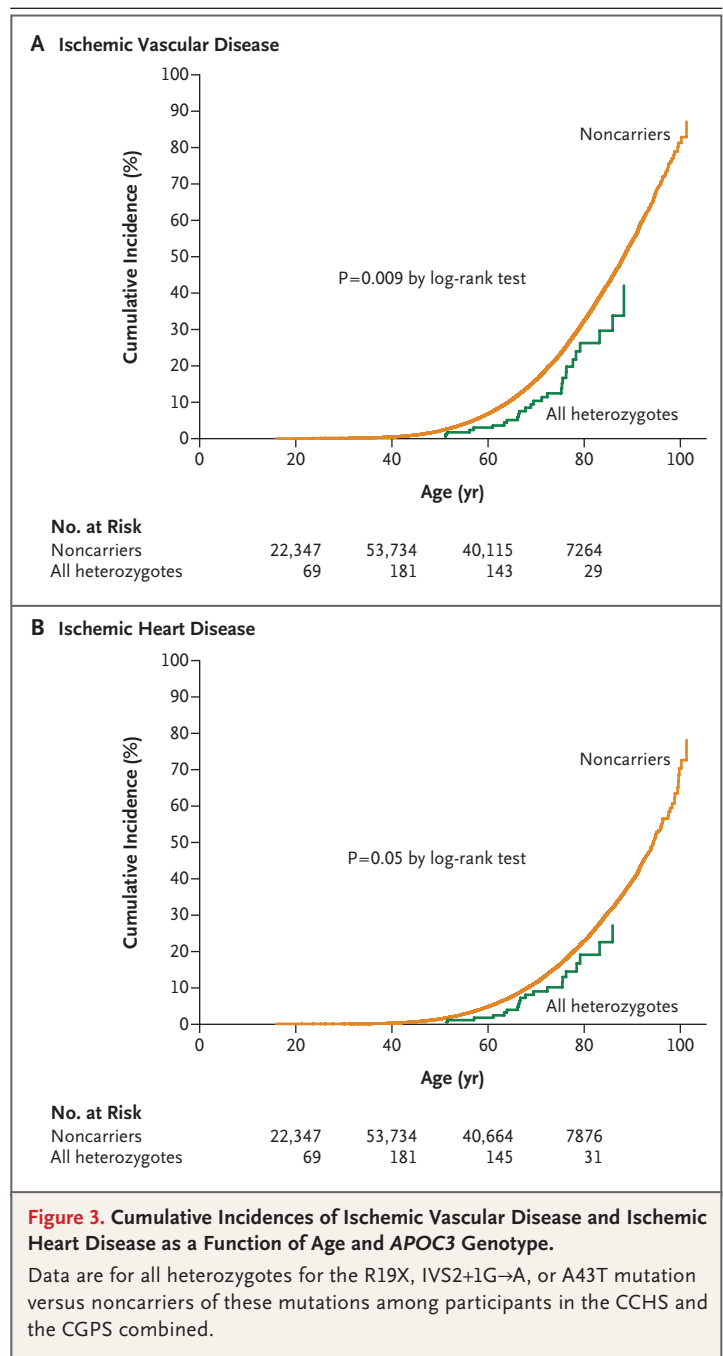 A Ischemic Vascular Disease
100
90
80
70
60
50
40
30
20
10
0
Cumulative Incidence (%)
Noncarriers
P=0.009 by log-rank test
All heterozygotes
0 20 40 60 80 100
Age (yr)
No. at Risk
Noncarriers 22,347 53,734 40,115 7264
All heterozygotes 69 181 143 29
B Ischemic Heart Disease
100
90
80
70
60
50
40
30
20
10
0
Cumulative Incidence (%)
Noncarriers
P=0.05 by log-rank test
All heterozygotes
0 20 40 60 80 100
Age (yr)
No. at Risk
Noncarriers 22,347 53,734 40,664 7876
All heterozygotes 69 181 145 31
Figure 3. Cumulative Incidences of Ischemic Vascular Disease and Ischemic
Heart Disease as a Function of Age and APOC3 Genotype.
Data are for all heterozygotes for the R19X, IVS2+1G→A, or A43T mutation
versus noncarriers of these mutations among participants in the CCHS and
the CGPS combined.